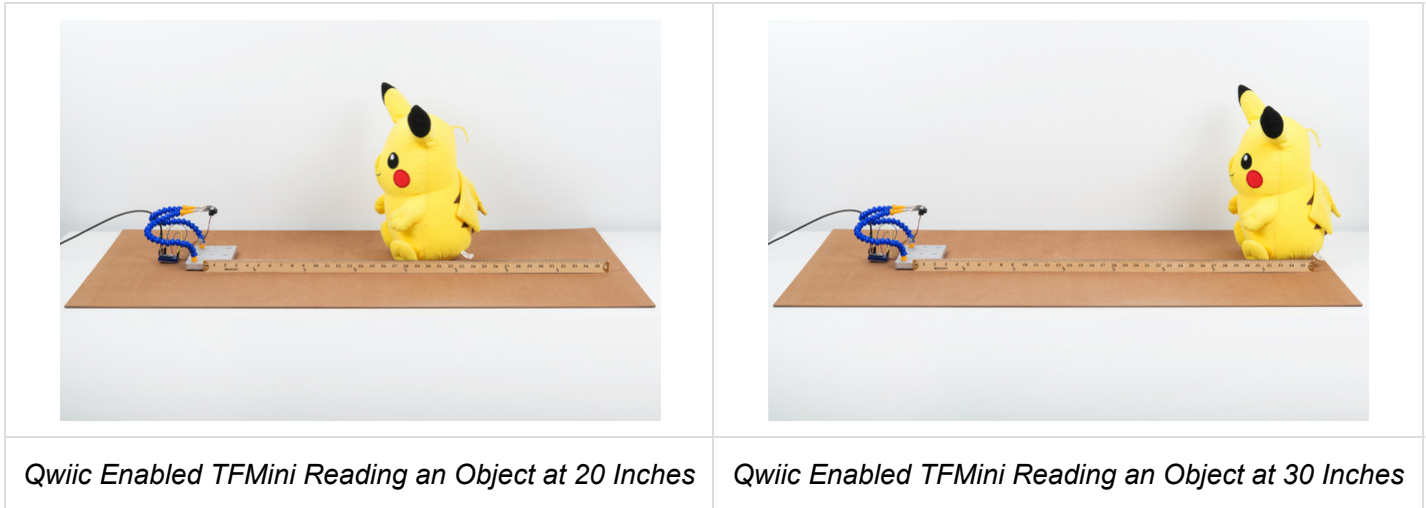 Qwiic Enabled TFMini Reading an Object at 20 Inches
Qwiic Enabled TFMini Reading an Object at 30 Inches